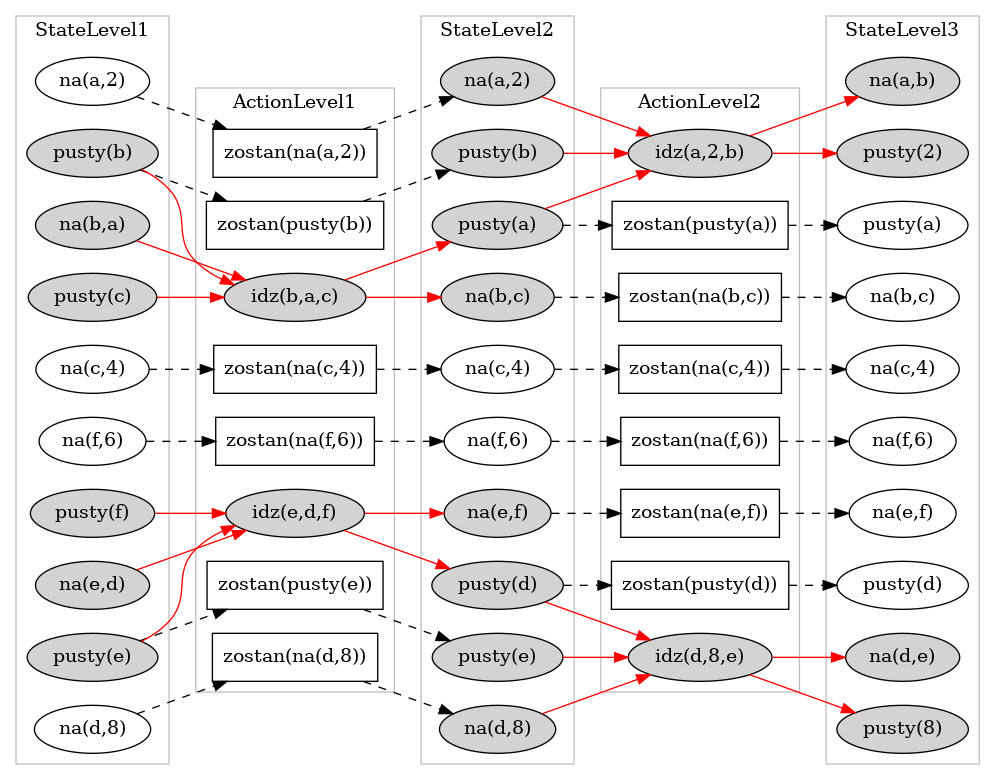 StateLevel1
na(a,2)
pusty(b)
na(b,a)
pusty(c)
na(c,4)
na(f,6)
pusty(f)
na(e,d)
pusty(e)
na(d,8)
ActionLevel1
zostan(na(a,2))
zostan(pusty(b))
idz(b,a,c)
zostan(na(c,4))
zostan(na(f,6))
idz(e,d,f)
zostan(pusty(e))
zostan(na(d,8))
StateLevel2
na(a,2)
pusty(b)
pusty(a)
na(b,c)
na(c,4)
na(f,6)
na(e,f)
pusty(d)
pusty(e)
na(d,8)
ActionLevel2
idz(a,2,b)
zostan(pusty(a))
zostan(na(b,c))
zostan(na(c,4))
zostan(na(f,6))
zostan(na(e,f))
zostan(pusty(d))
idz(d,8,e)
StateLevel3
na(a,b)
pusty(2)
pusty(a)
na(b,c)
na(c,4)
na(f,6)
na(e,f)
pusty(d)
na(d,e)
pusty(8)